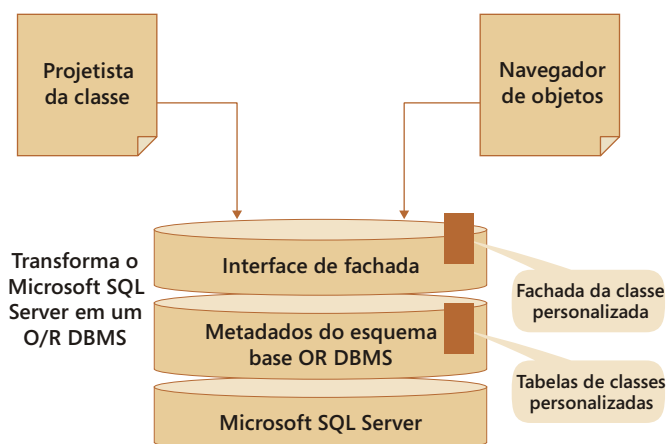 Projetista
da classe
Navegador
de objetos
Transforma o
Microsoft SQL
Server em um
O/R DBMS
Interface de fachada
Fachada da classe
personalizada
Metadados do esquema
base OR DBMS
Tabelas de classes
personalizadas
Microsoft SQL Server